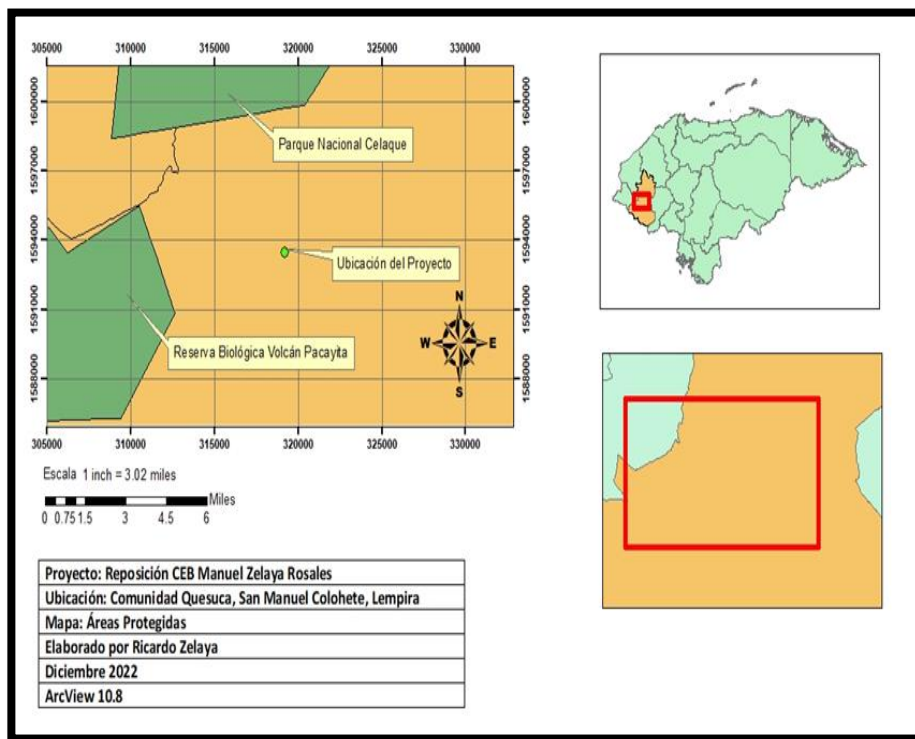 305000 310000 315000 320000 325000 330000
1600000
1597000
1594000
1591000
1588000
Parque Nacional Celaque
Ubicación del Proyecto
Reserva Biológica Volcán Pacayita
N
W E
S
1600000
1597000
1594000
1591000
1588000
305000 310000 315000 320000 325000 330000
Escala 1 inch = 3.02 miles
Miles
0 0.75 1.5 3 4.5 6
Proyecto: Reposición CEB Manuel Zelaya Rosales
Ubicación: Comunidad Quesuca, San Manuel Colohete, Lempira
Mapa: Áreas Protegidas
Elaborado por Ricardo Zelaya
Diciembre 2022
ArcView 10.8